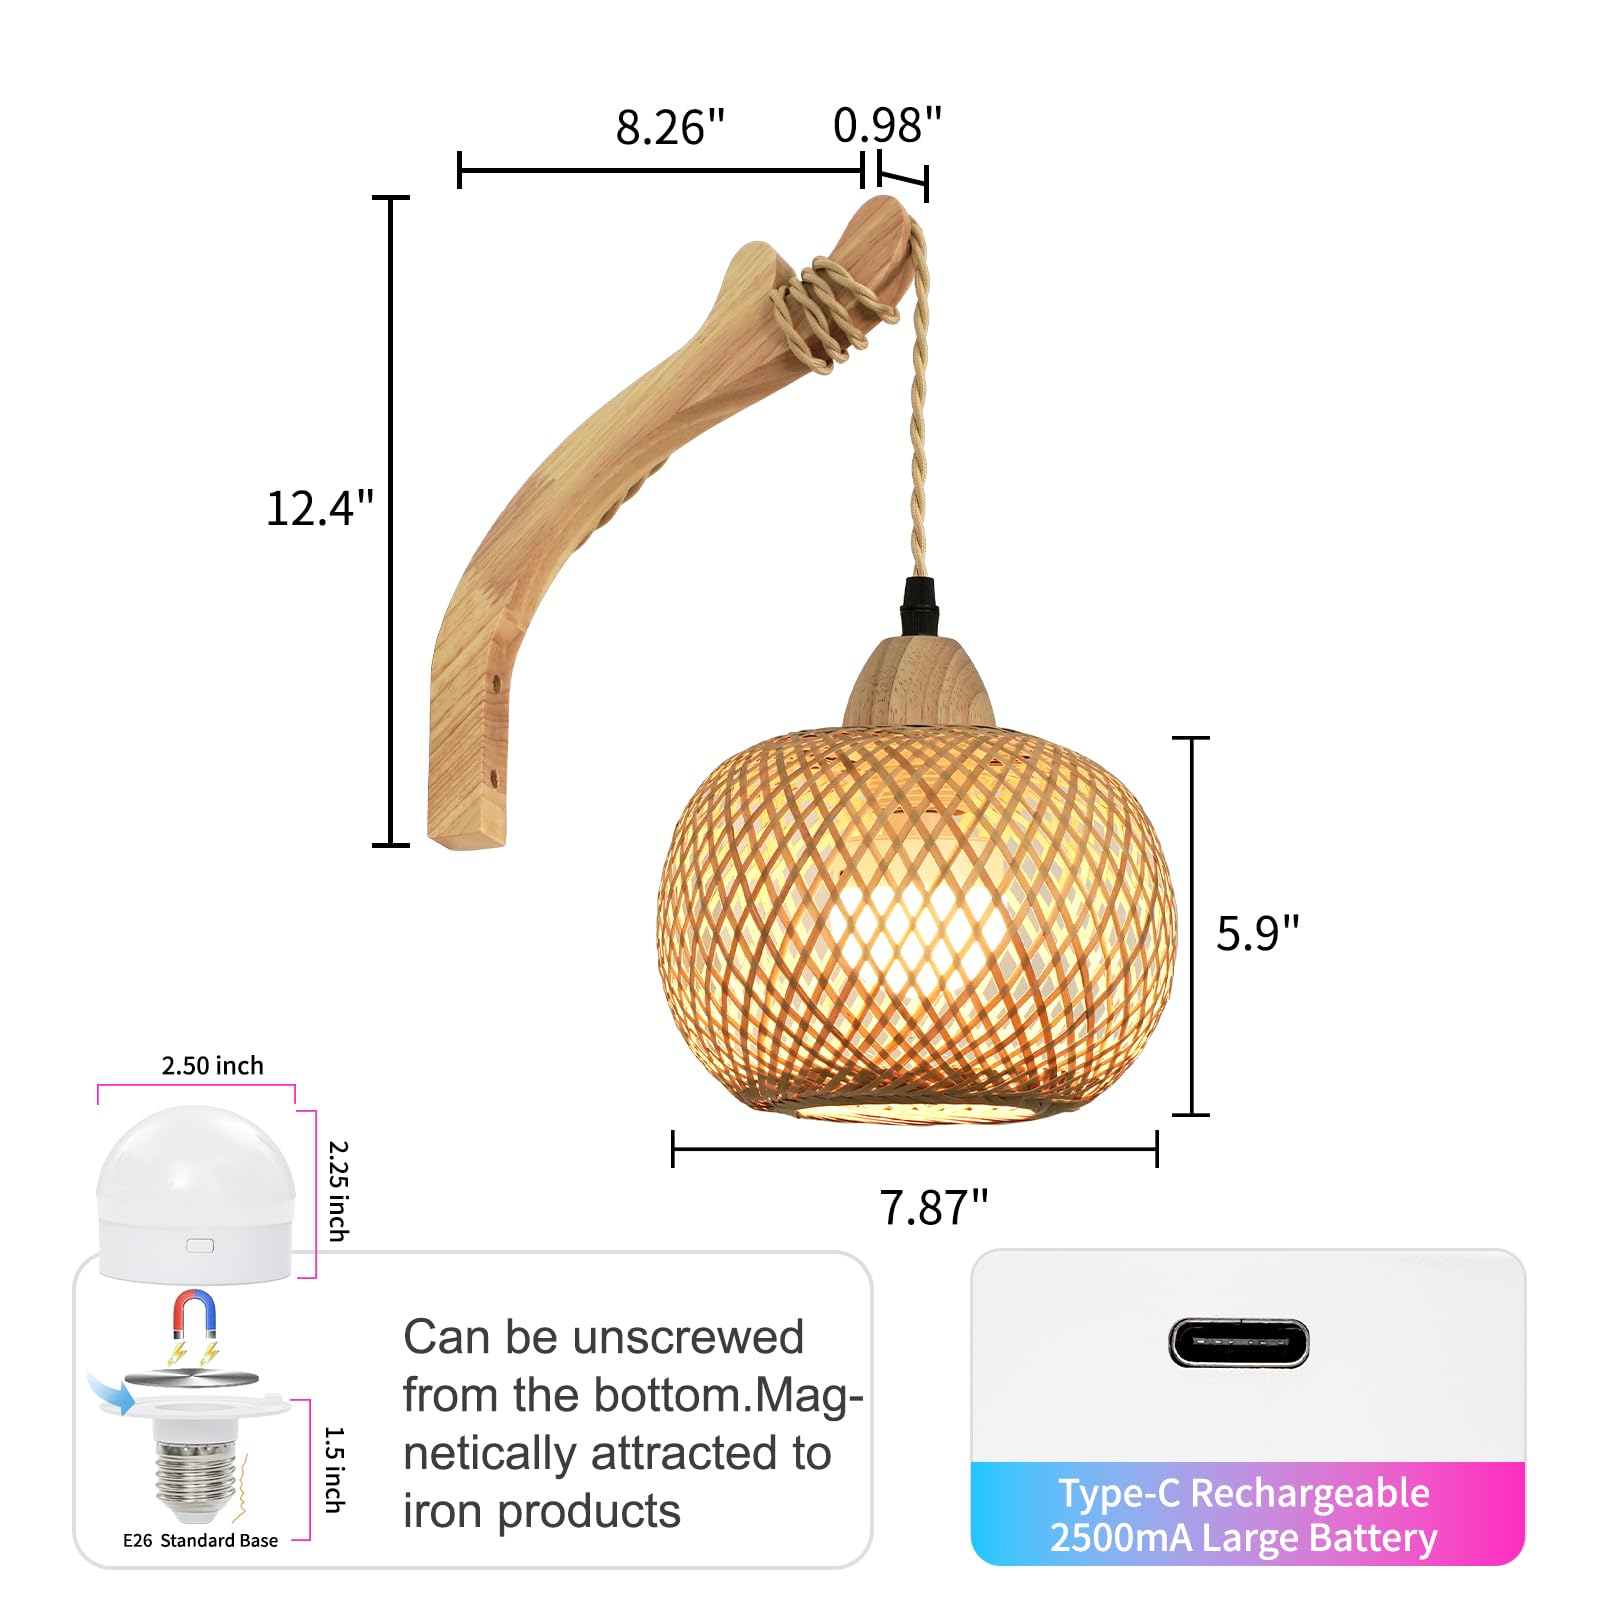 8.26"
0.98"
12.4"
5.9"
7.87"
2.50 inch
2.25 inch
1.5 inch
E26 Standard Base
Can be unscrewed
from the bottom.Mag-
netically attracted to
iron products
Type-C Rechargeable
2500mA Large Battery